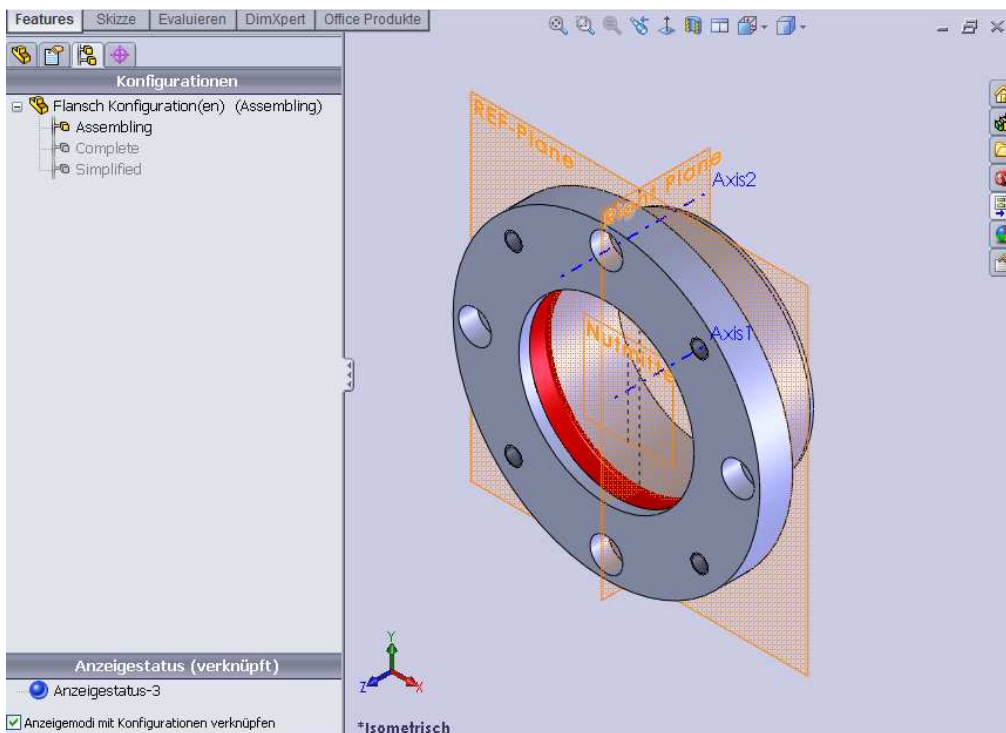 Features Skizze Evaluieren DimXpert Office Produkte
Konfigurationen
Flansch Konfiguration(en) (Assembling)
Assembling
Complete
Simplified
REF-Plane
Right Plane
Axis2
Axis1
Nutmitte
Y
Z
X
*Isometrisch
Anzeigestatus (verknüpft)
Anzeigestatus-3
Anzeigemodi mit Konfigurationen verknüpfen